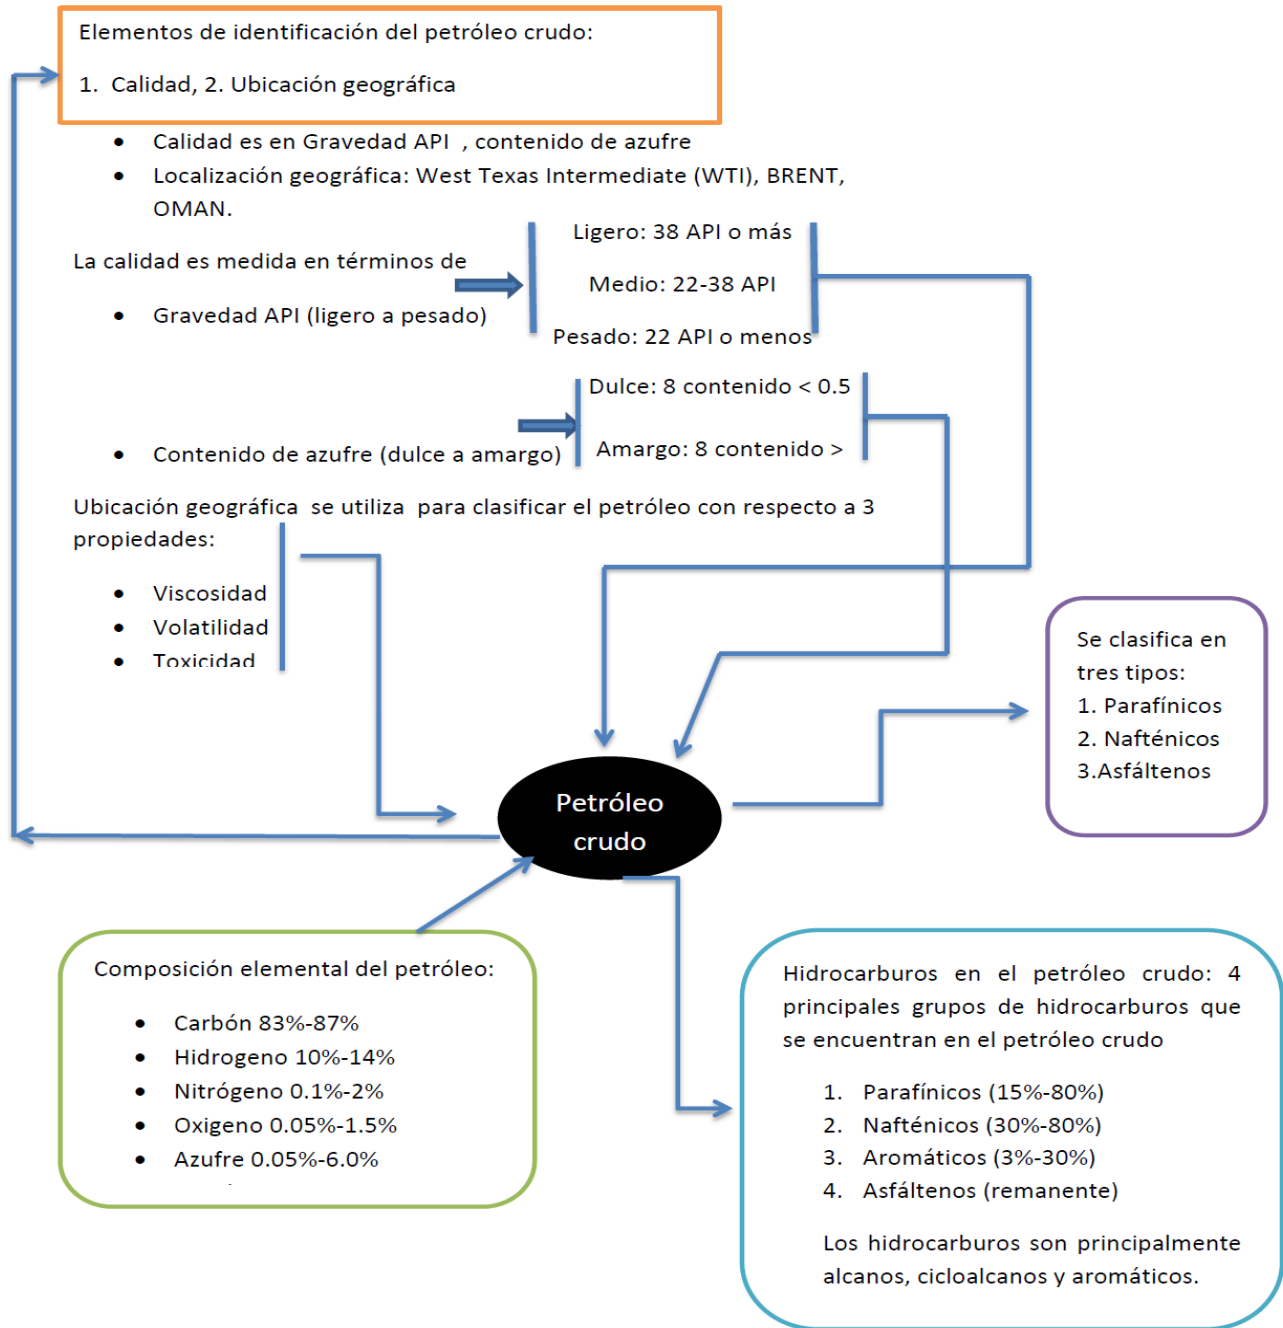 Elementos de identificación del petróleo crudo:
1. Calidad, 2. Ubicación geográfica
• Calidad es en Gravedad API , contenido de azufre
• Localización geográfica: West Texas Intermediate (WTI), BRENT,
OMAN.
La calidad es medida en términos de
• Gravedad API (ligero a pesado)
Ligero: 38 API o más
Medio: 22-38 API
Pesado: 22 API o menos
• Contenido de azufre (dulce a amargo)
Dulce: 8 contenido < 0.5
Amargo: 8 contenido >
Ubicación geográfica se utiliza para clasificar el petróleo con respecto a 3
propiedades:
• Viscosidad
• Volatilidad
• Toxicidad
Se clasifica en
tres tipos:
1. Parafínicos
2. Nafténicos
3.Asfáltenos
Petróleo
crudo
Composición elemental del petróleo:
• Carbón 83%-87%
• Hidrogeno 10%-14%
• Nitrógeno 0.1%-2%
• Oxigeno 0.05%-1.5%
• Azufre 0.05%-6.0%
Hidrocarburos en el petróleo crudo: 4
principales grupos de hidrocarburos que
se encuentran en el petróleo crudo
1. Parafínicos (15%-80%)
2. Nafténicos (30%-80%)
3. Aromáticos (3%-30%)
4. Asfáltenos (remanente)
Los hidrocarburos son principalmente
alcanos, cicloalcanos y aromáticos.